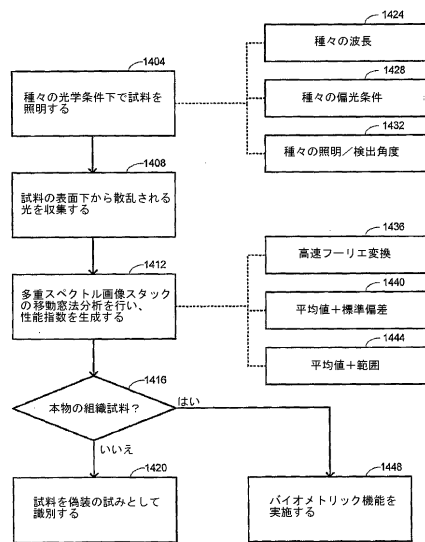 1404
種々の光学条件下で試料を
照明する
1424
種々の波長
1428
種々の偏光条件
1432
種々の照明／検出角度
1408
試料の表面下から散乱される
光を収集する
1412
多重スペクトル画像スタック
の移動窓法分析を行い、
性能指数を生成する
1436
高速フーリエ変換
1440
平均値＋標準偏差
1444
平均値＋範囲
1416
本物の組織試料？
はい
いいえ
1420
試料を偽装の試みとして
識別する
1448
バイオメトリック機能を
実施する